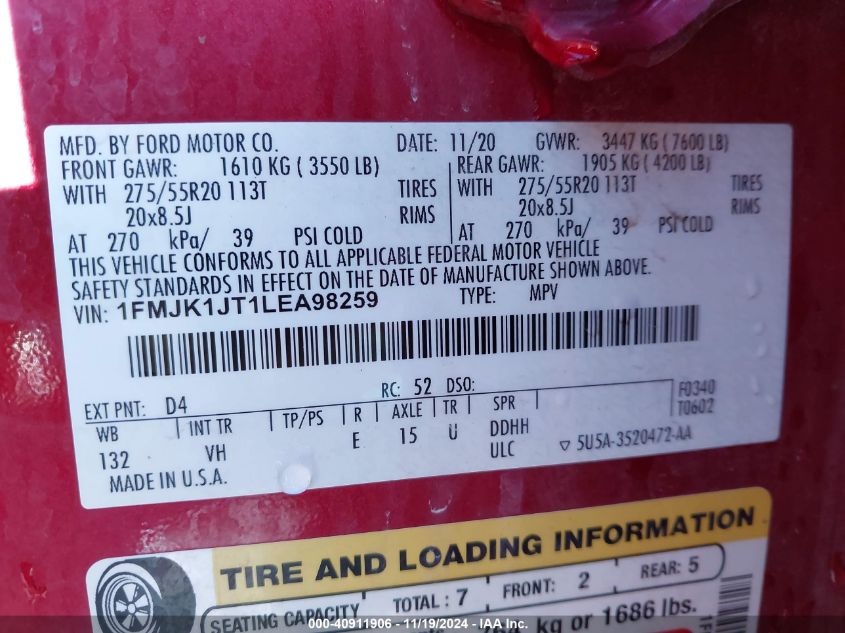 MFD. BY FORD MOTOR CO. DATE: 11/20 GVWR: 3447 KG ( 7600 LB)
FRONT GAWR: 1610 KG ( 3550 LB) REAR GAWR: 1905 KG ( 4200 LB)
WITH 275/55R20 113T TIRES WITH 275/55R20 113T TIRES
20x8.5J RIMS 20x8.5J RIMS
AT 270 kPa/ 39 PSI COLD AT 270 kPa/ 39 PSI COLD
THIS VEHICLE CONFORMS TO ALL APPLICABLE FEDERAL MOTOR VEHICLE
SAFETY STANDARDS IN EFFECT ON THE DATE OF MANUFACTURE SHOWN ABOVE.
VIN: 1FMJK1JT1LEA98259 TYPE: MPV
EXT PNT: D4 RC: 52 DSO: F0340
T0602
WB INT TR TP/PS R AXLE TR SPR
132 VH E 15 U DDHH
ULC 5U5A-3520472-AA
MADE IN U.S.A.
TIRE AND LOADING INFORMATION
SEATING CAPACITY TOTAL: 7 FRONT: 2 REAR: 5
kg or 1686 lbs.
000-40911906 - 11/19/2024 - IAA Inc.